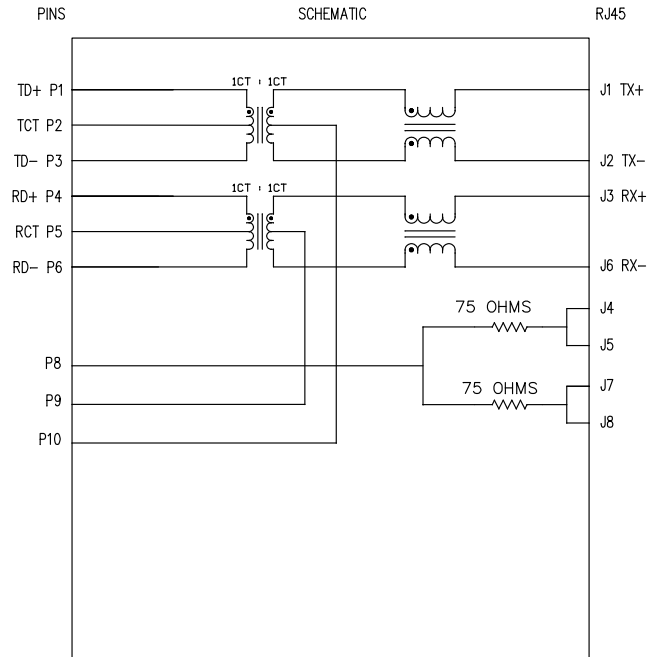 PINS SCHEMATIC RJ45
TD+ P1 1CT : 1CT J1 TX+
TCT P2
TD- P3 J2 TX-
RD+ P4 1CT : 1CT J3 RX+
RCT P5
RD- P6 J6 RX-
75 OHMS J4
J5
P8
75 OHMS J7
P9
J8
P10